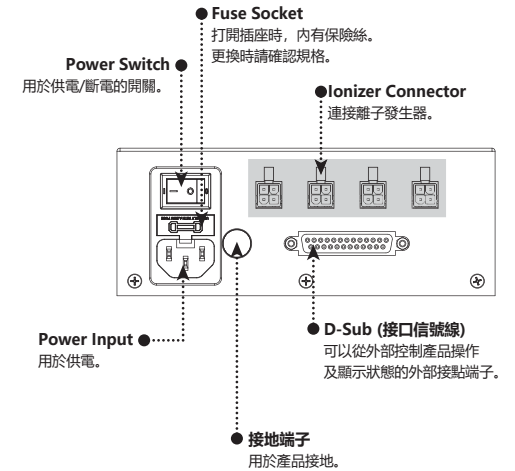 Fuse Socket
打開插座時，內有保險絲。
更換時請確認規格。
Power Switch
用於供電/斷電的開關。
Ionizer Connector
連接離子發生器。
Power Input
用於供電。
D-Sub (接口信號線)
可以從外部控制產品操作
及顯示狀態的外部接點端子。
接地端子
用於產品接地。